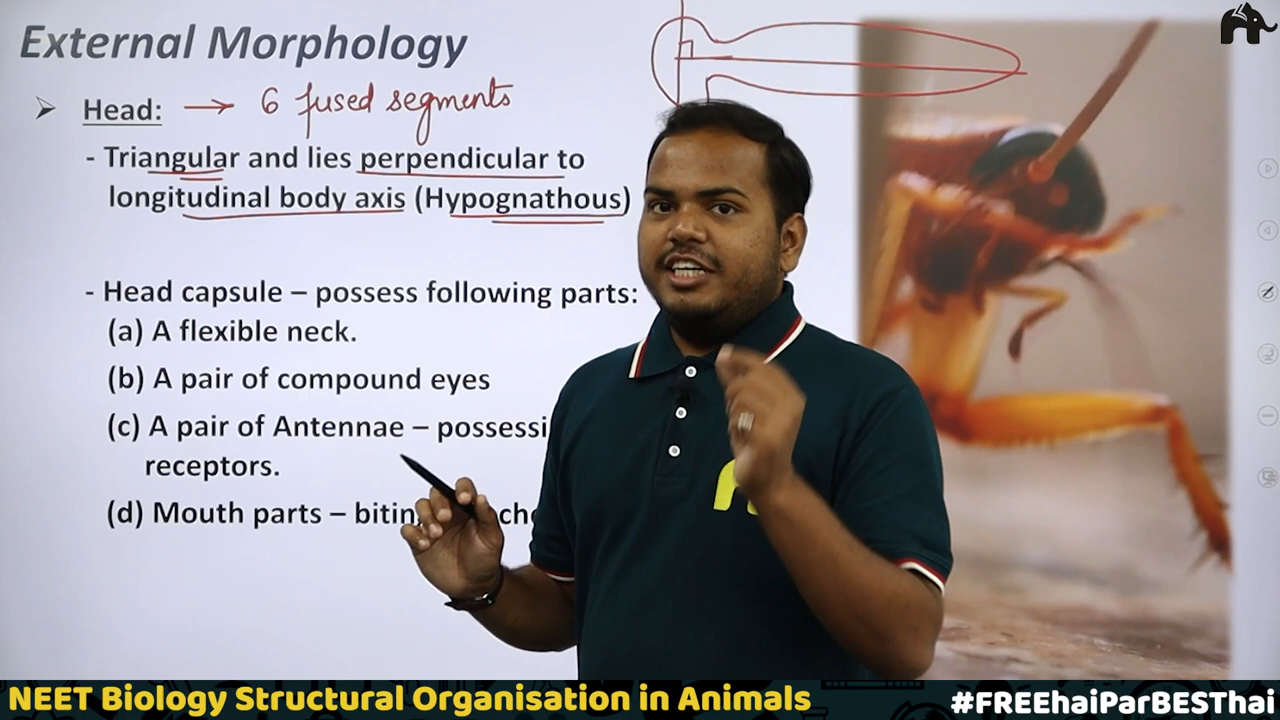 External Morphology
➤ Head: → 6 fused segments
- Triangular and lies perpendicular to
longitudinal body axis (Hypognathous)
- Head capsule – possess following parts:
(a) A flexible neck.
(b) A pair of compound eyes
(c) A pair of Antennae – possessi
receptors.
(d) Mouth parts – biting
NEET Biology Structural Organisation in Animals
#FREEhaiParBESThai